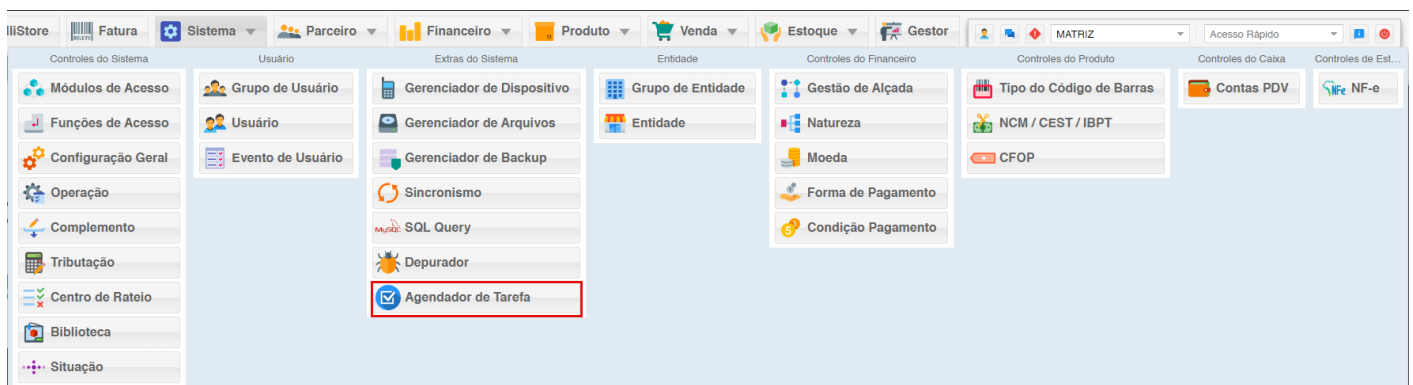 lliStore Fatura Sistema Parceiro Financeiro Produto Venda Estoque Gestor MATRIZ Acesso Rápido
Controles do Sistema
Módulos de Acesso
Funções de Acesso
Configuração Geral
Operação
Complemento
Tributação
Centro de Rateio
Biblioteca
Situação
Usuário
Grupo de Usuário
Usuário
Evento de Usuário
Extras do Sistema
Gerenciador de Dispositivo
Gerenciador de Arquivos
Gerenciador de Backup
Sincronismo
MySQL SQL Query
Depurador
Agendador de Tarefa
Entidade
Grupo de Entidade
Entidade
Controles do Financeiro
Gestão de Alçada
Natureza
Moeda
Forma de Pagamento
Condição Pagamento
Controles do Produto
Tipo do Código de Barras
NCM / CEST / IBPT
CFOP
Controles do Caixa
Contas PDV
Controles de Est...
NFe NF-e